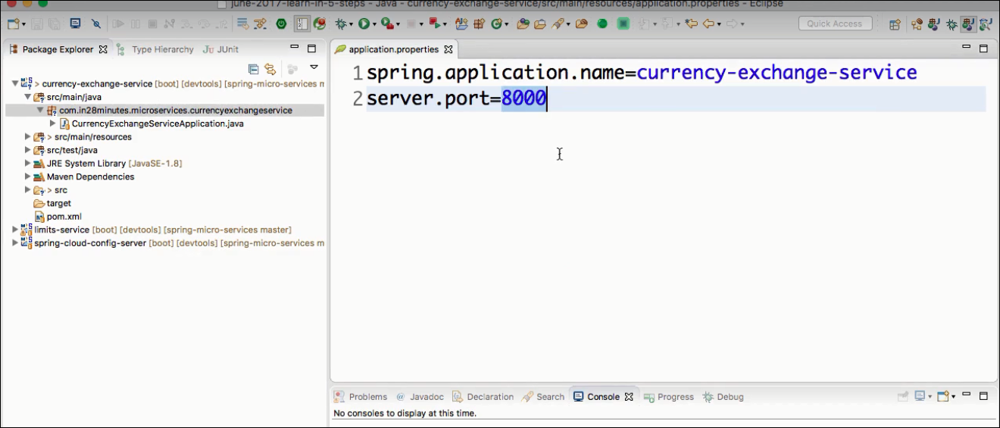 june-2017-learn-in-5-steps - Java - currency-exchange-service/src/main/resources/application.properties - Eclipse
Quick Access
Package Explorer Type Hierarchy JUnit
> currency-exchange-service [boot] [devtools] [spring-micro-services m
src/main/java
com.in28minutes.microservices.currencyexchangeservice
CurrencyExchangeServiceApplication.java
> src/main/resources
src/test/java
JRE System Library [JavaSE-1.8]
Maven Dependencies
> src
target
pom.xml
limits-service [boot] [devtools] [spring-micro-services master]
spring-cloud-config-server [boot] [devtools] [spring-micro-services m
application.properties
1 spring.application.name=currency-exchange-service
2 server.port=8000
Problems @ Javadoc Declaration Search Console Progress Debug
No consoles to display at this time.